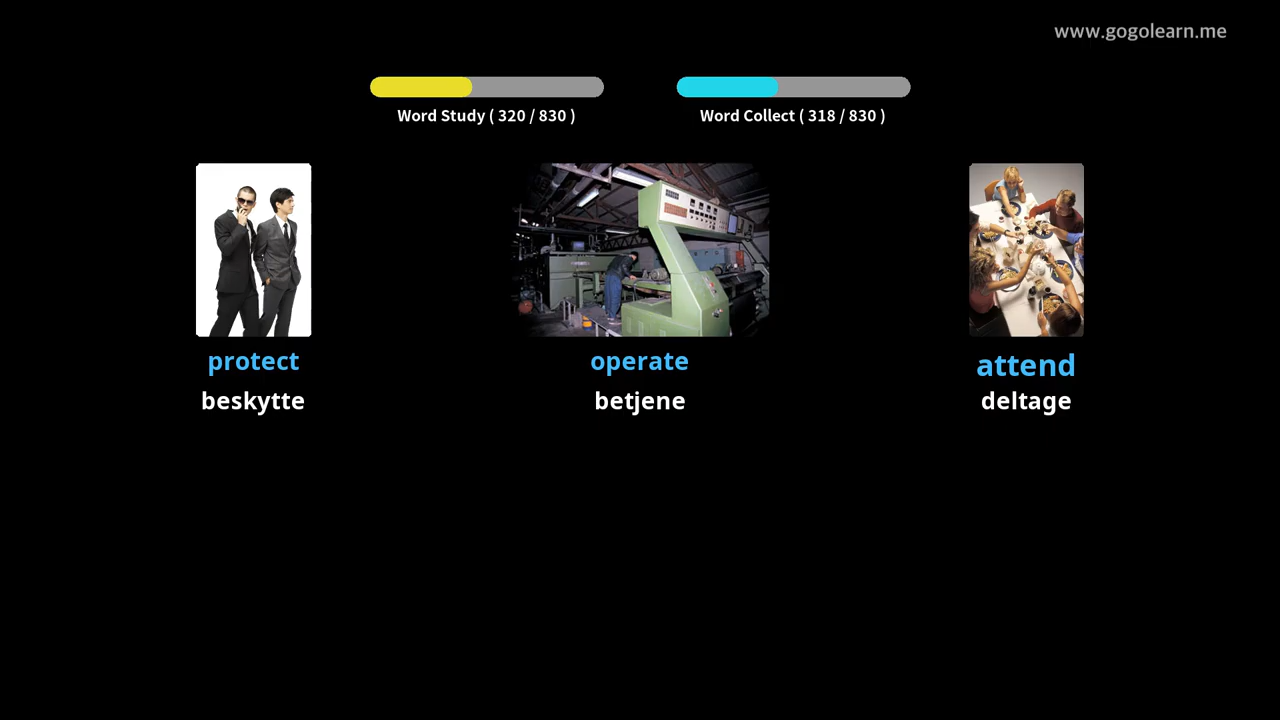 www.gogolearn.me
Word Study ( 320 / 830 )
Word Collect ( 318 / 830 )
protect
operate
attend
beskytte
betjene
deltage